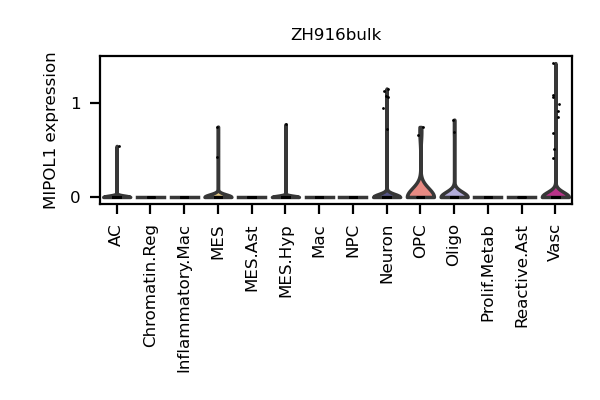 ZH916bulk
MIPOL1 expression
1
0
AC
Chromatin.Reg
Inflammatory.Mac
MES
MES.Ast
MES.Hyp
Mac
NPC
Neuron
OPC
Oligo
Prolif.Metab
Reactive.Ast
Vasc